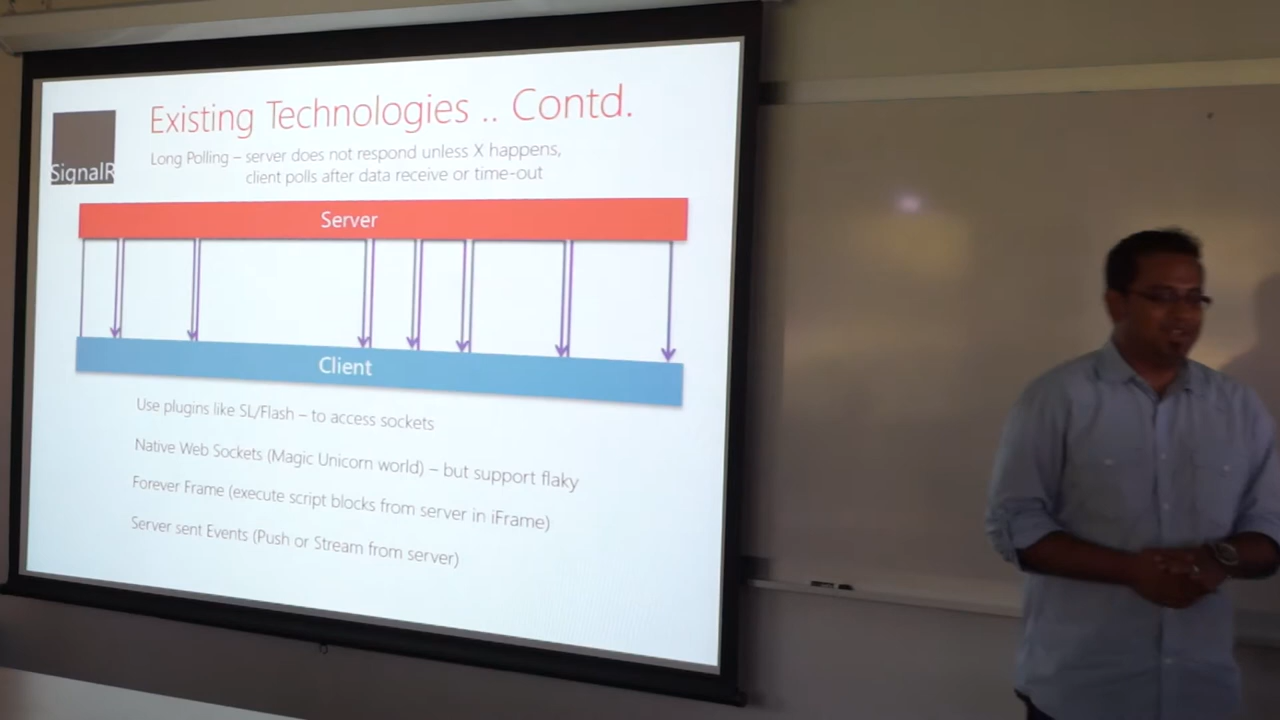 Existing Technologies .. Contd.
SignalR
Long Polling – server does not respond unless X happens,
client polls after data receive or time-out
Server
Client
Use plugins like SL/Flash – to access sockets
Native Web Sockets (Magic Unicorn world) – but support flaky
Forever Frame (execute script blocks from server in iFrame)
Server sent Events (Push or Stream from server)